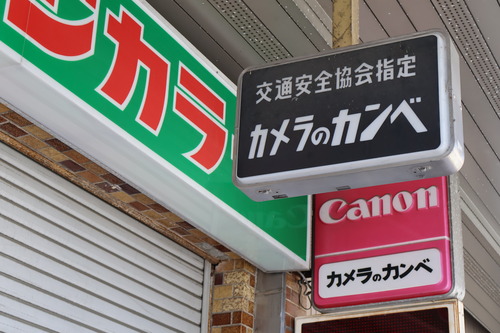 カラ
交通安全協会指定
カメラのカンベ
Canon
カメラのカンベ